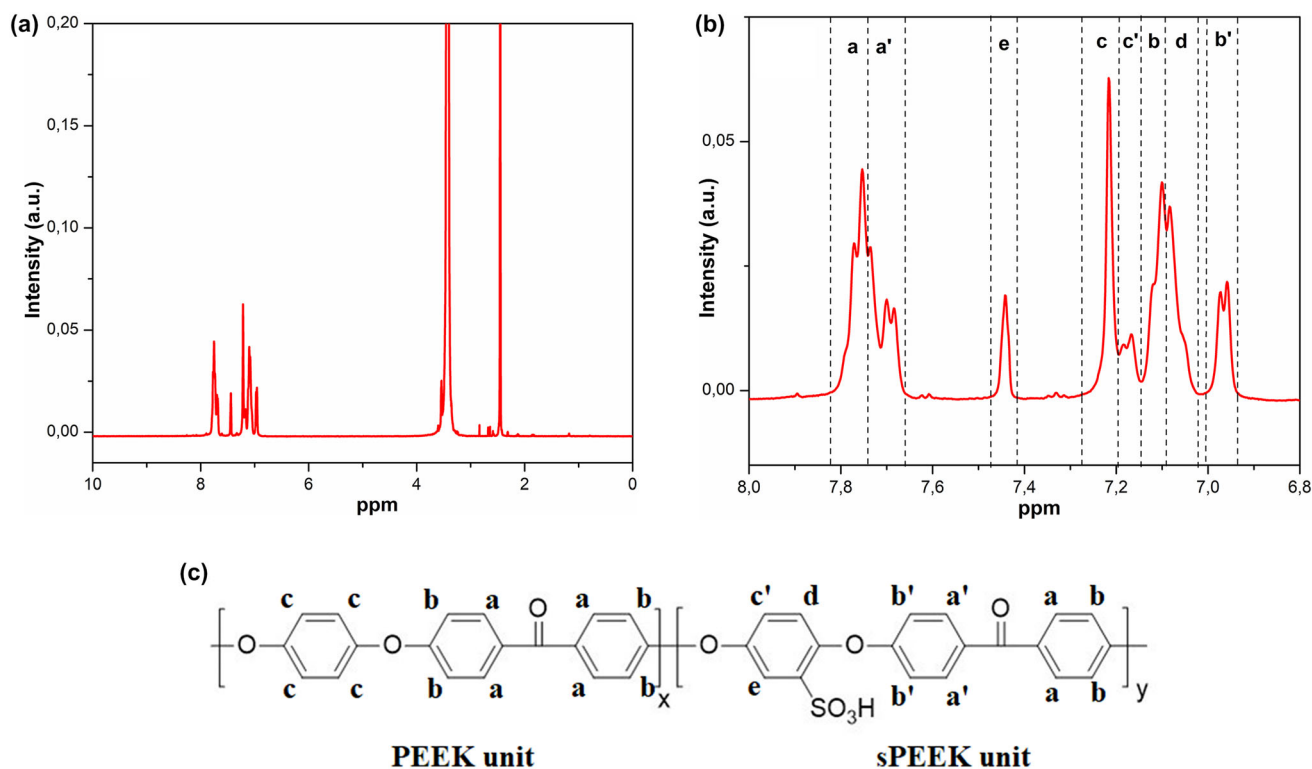 (a)
Intensity (a.u.)
0,20
0,15
0,10
0,05
0,00
10 8 6 4 2 0
ppm
(b)
Intensity (a.u.)
0,05
0,00
a a' e c c' b d b'
8,0 7,8 7,6 7,4 7,2 7,0 6,8
ppm
(c)
c c b a O a b c' d b' a' O a b
O O O O
c c b a a b x e b' a' a b y
SO3H
PEEK unit sPEEK unit